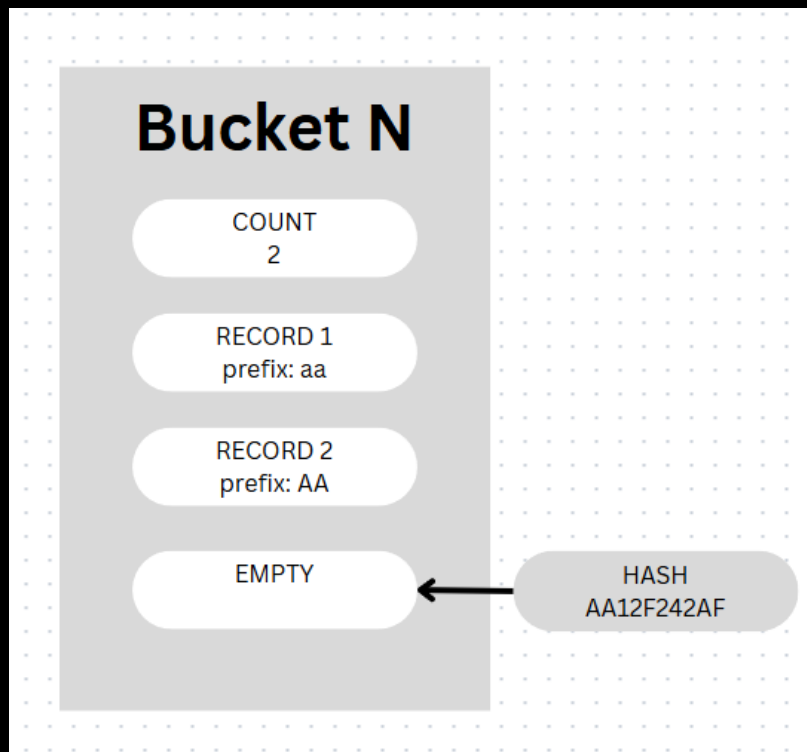 Bucket N
COUNT
2
RECORD 1
prefix: aa
RECORD 2
prefix: AA
EMPTY
HASH
AA12F242AF